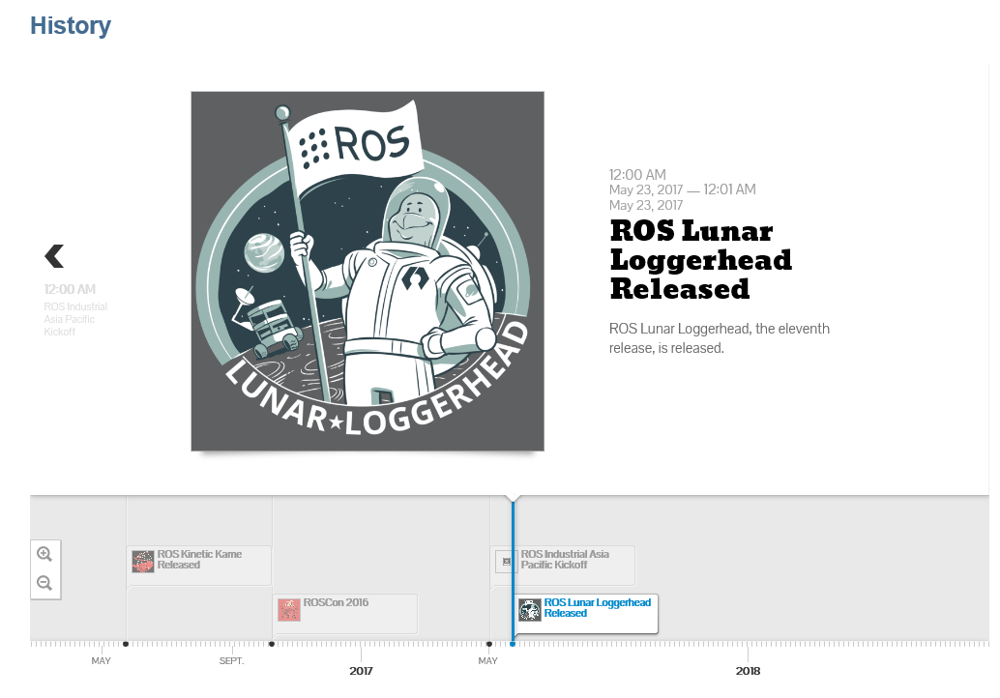 History
ROS
LUNAR★LOGGERHEAD
12:00 AM
ROS Industrial
Asia Pacific
Kickoff
12:00 AM
May 23, 2017 — 12:01 AM
May 23, 2017
ROS Lunar
Loggerhead
Released
ROS Lunar Loggerhead, the eleventh
release, is released.
ROS Kinetic Kame
Released
ROS Industrial Asia
Pacific Kickoff
ROSCon 2016
ROS Lunar Loggerhead
Released
MAY
SEPT.
2017
MAY
2018